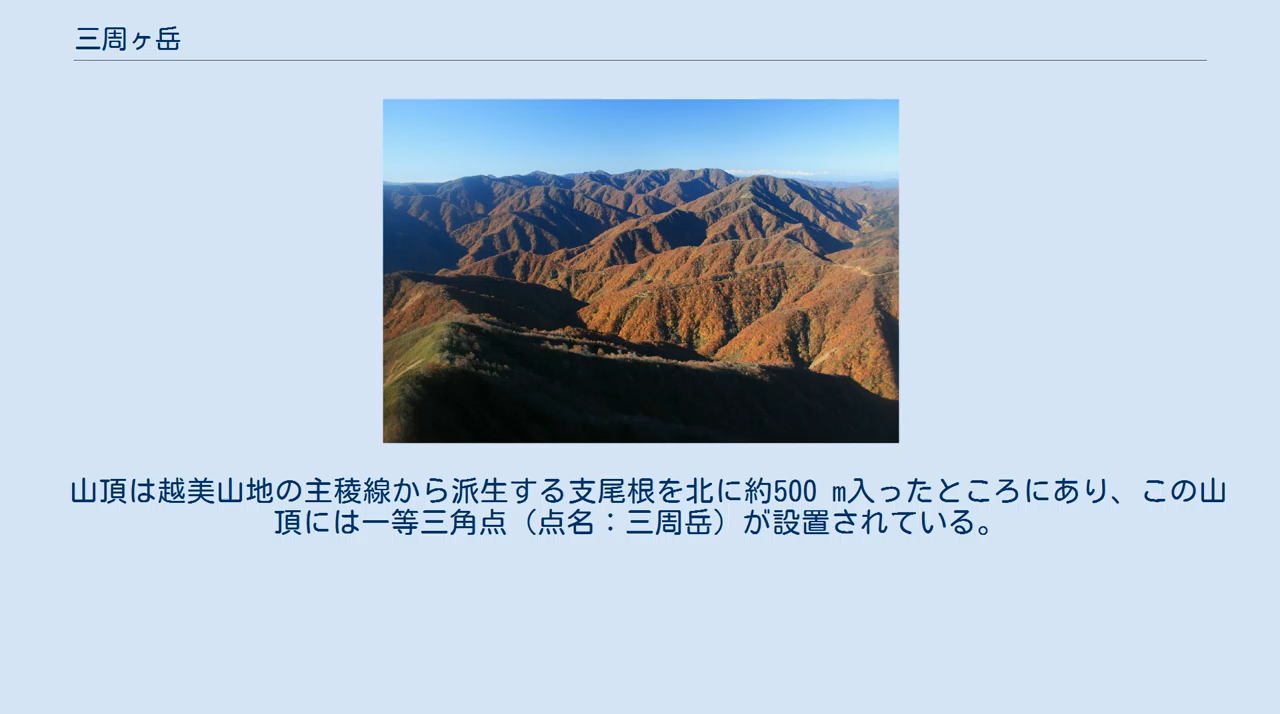 三周ヶ岳
山頂は越美山地の主稜線から派生する支尾根を北に約500 m入ったところにあり、この山
頂には一等三角点（点名：三周岳）が設置されている。